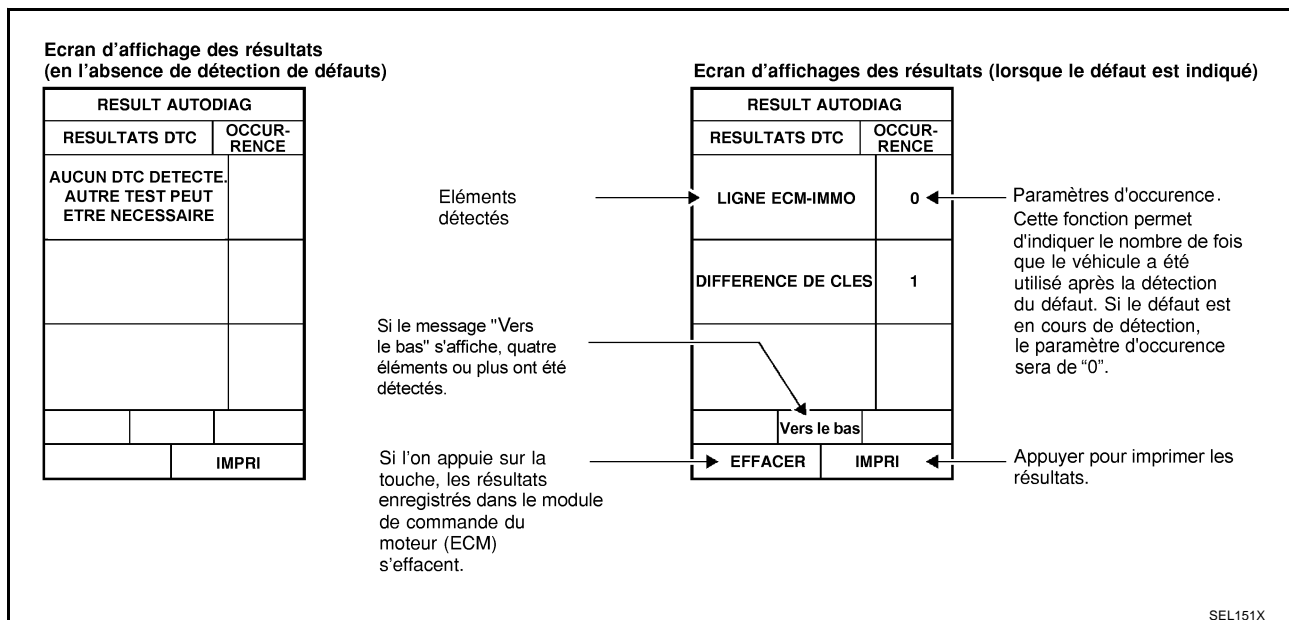 Ecran d'affichage des résultats
(en l'absence de détection de défauts)
RESULT AUTODIAG
RESULTATS DTC
OCCUR-
RENCE
AUCUN DTC DETECTE.
AUTRE TEST PEUT
ETRE NECESSAIRE
IMPRI
Eléments
détectés
Si le message "Vers
le bas" s'affiche, quatre
éléments ou plus ont été
détectés.
Si l'on appuie sur la
touche, les résultats
enregistrés dans le module
de commande du
moteur (ECM)
s'effacent.
Ecran d'affichages des résultats (lorsque le défaut est indiqué)
RESULT AUTODIAG
RESULTATS DTC
OCCUR-
RENCE
LIGNE ECM-IMMO
0
DIFFERENCE DE CLES
1
Vers le bas
EFFACER
IMPRI
Paramètres d'occurence.
Cette fonction permet
d'indiquer le nombre de fois
que le véhicule a été
utilisé après la détection
du défaut. Si le défaut est
en cours de détection,
le paramètre d'occurence
sera de “0”.
Appuyer pour imprimer les
résultats.
SEL151X